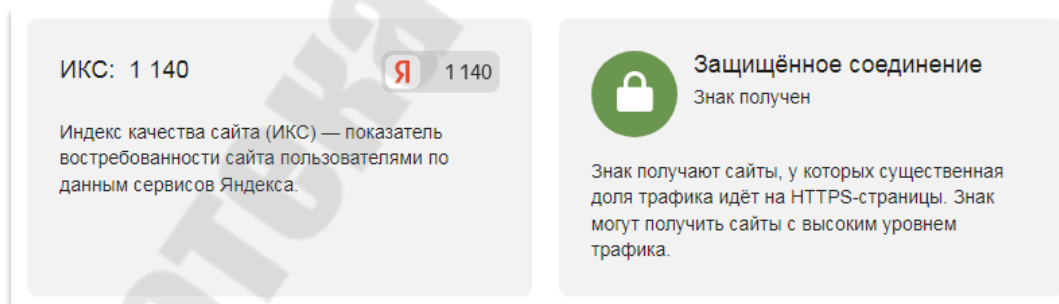 ИКС: 1 140
Я 1 140
Индекс качества сайта (ИКС) — показатель
востребованности сайта пользователями по
данным сервисов Яндекса.
Защищённое соединение
Знак получен
Знак получают сайты, у которых существенная
доля трафика идёт на HTTPS-страницы. Знак
могут получить сайты с высоким уровнем
трафика.